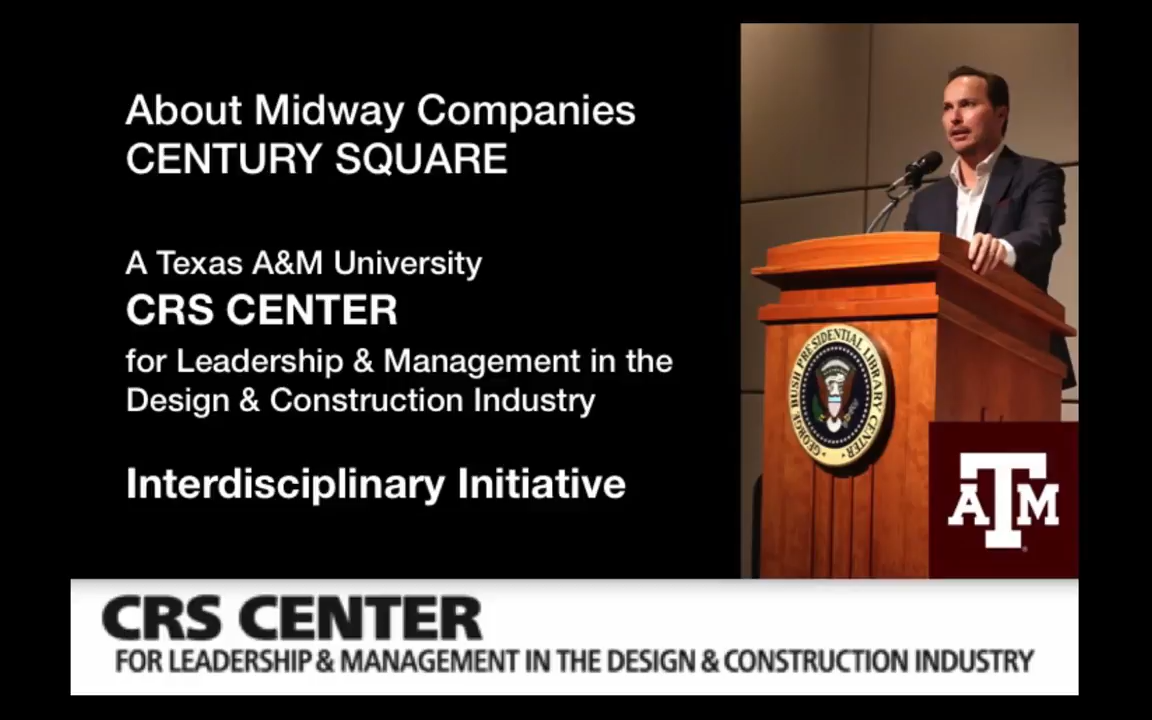 About Midway Companies
CENTURY SQUARE
A Texas A&M University
CRS CENTER
for Leadership & Management in the
Design & Construction Industry
Interdisciplinary Initiative
GEORGE BUSH PRESIDENTIAL LIBRARY CENTER
ATM
CRS CENTER
FOR LEADERSHIP & MANAGEMENT IN THE DESIGN & CONSTRUCTION INDUSTRY